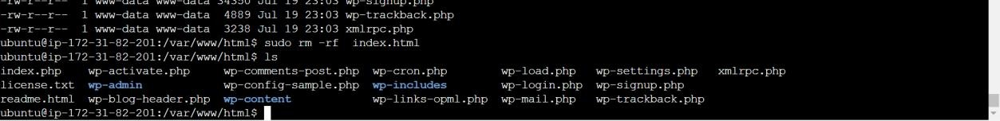 -rw-r--r-- 1 www-data www-data 34350 Jul 19 23:03 wp-signup.php
-rw-r--r-- 1 www-data www-data 4889 Jul 19 23:03 wp-trackback.php
-rw-r--r-- 1 www-data www-data 3238 Jul 19 23:03 xmlrpc.php
ubuntu@ip-172-31-82-201:/var/www/html$ sudo rm -rf index.html
ubuntu@ip-172-31-82-201:/var/www/html$ ls
index.php wp-activate.php wp-comments-post.php wp-cron.php wp-load.php wp-settings.php xmlrpc.php
license.txt wp-admin wp-config-sample.php wp-includes wp-login.php wp-signup.php
readme.html wp-blog-header.php wp-content wp-links-opml.php wp-mail.php wp-trackback.php
ubuntu@ip-172-31-82-201:/var/www/html$